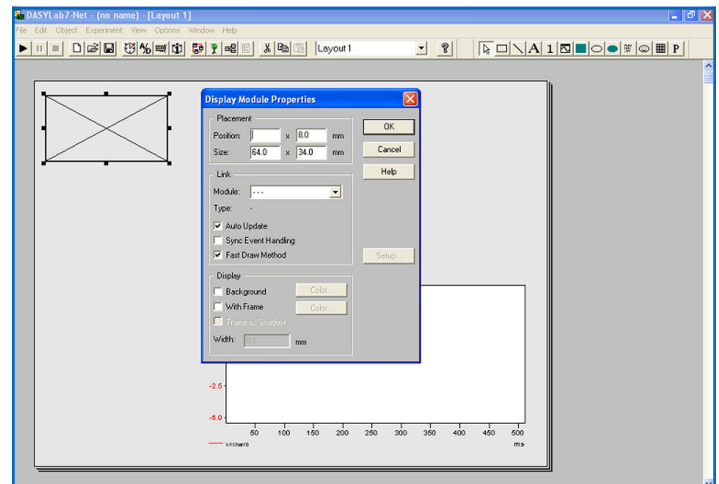 DASYLab7-Net - (no name) - [Layout 1]
File Edit Object Experiment View Options Window Help
Layout 1
A 1 P
Display Module Properties
Placement
Position: x 8.0 mm
Size: 64.0 x 34.0 mm
OK
Cancel
Help
Link
Module: ---
Type: -
Auto Update
Sync Event Handling
Fast Draw Method
Setup...
Display
Background Color...
With Frame Color...
Frame as Shadow
Width: 0.1 mm
-2.5
-5.0
50 100 150 200 250 300 350 400 450 500
ms